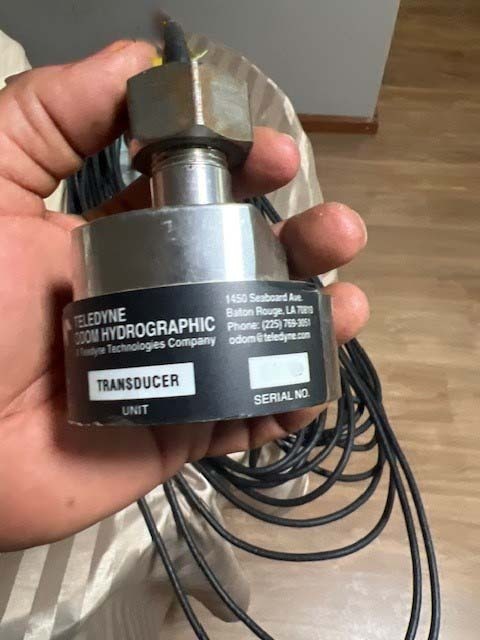 TELEDYNE
ODOM HYDROGRAPHIC
A Teledyne Technologies Company
1450 Seaboard Ave.
Baton Rouge, LA 70810
Phone: (225) 769-3051
odom@teledyne.com
TRANSDUCER
UNIT
SERIAL NO.